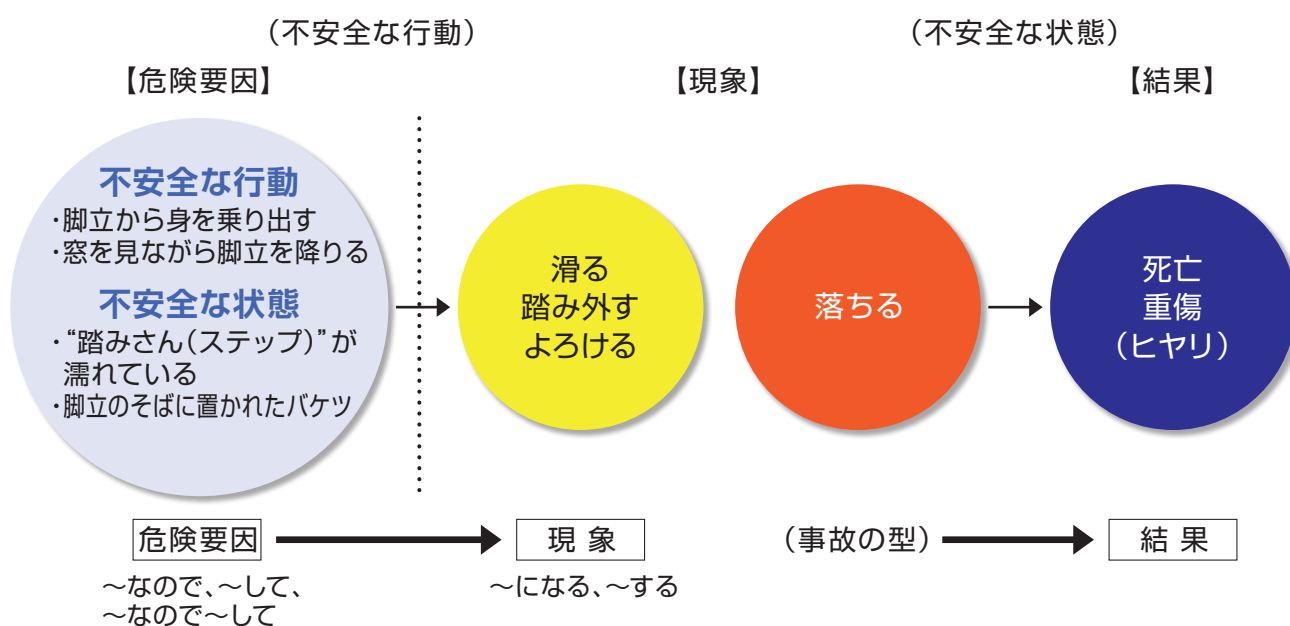 （不安全な行動）
（不安全な状態）
【危険要因】
【現象】
【結果】
不安全な行動
・脚立から身を乗り出す
・窓を見ながら脚立を降りる
不安全な状態
・“踏みさん（ステップ）”が
濡れている
・脚立のそばに置かれたバケツ
滑る
踏み外す
よろける
落ちる
死亡
重傷
（ヒヤリ）
危険要因
現 象
（事故の型）
結 果
～なので、～して、
～なので～して
～になる、～する